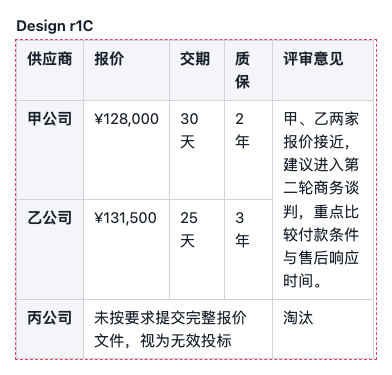 Design r1C
供应商 报价 交期 质保 评审意见
甲公司 ¥128,000 30天 2年 甲、乙两家
报价接近，
建议进入第
二轮商务谈
判，重点比
较付款条件
与售后响应
时间。
乙公司 ¥131,500 25天 3年
丙公司 未按要求提交完整报价
文件，视为无效投标
淘汰